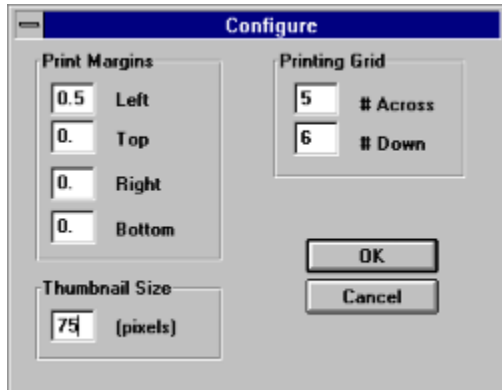 Configure
Print Margins
0.5 Left
0. Top
0. Right
0. Bottom
Thumbnail Size
75 (pixels)
Printing Grid
5 # Across
6 # Down
OK
Cancel